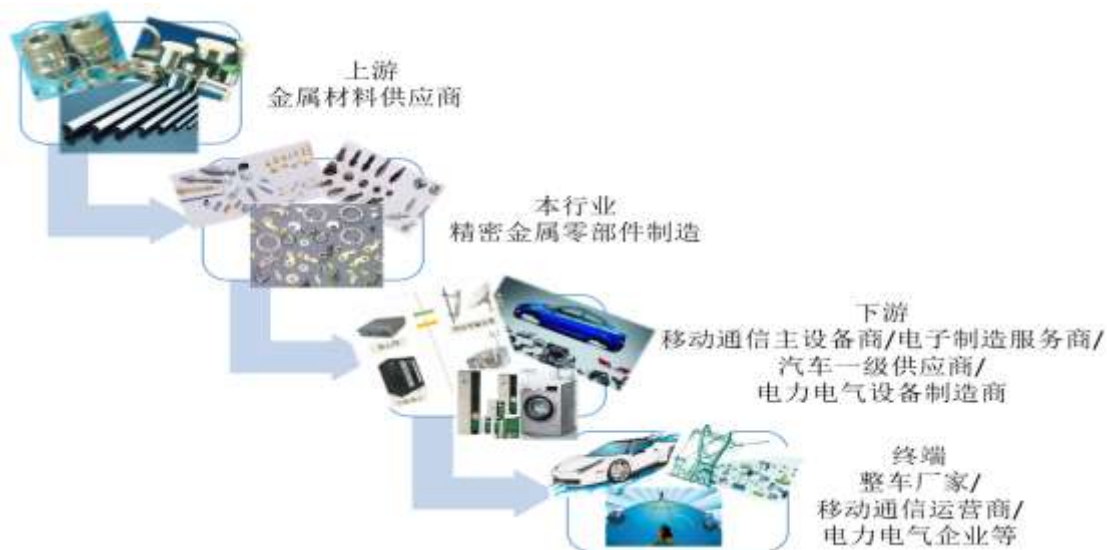 上游
金属材料供应商
本行业
精密金属零部件制造
下游
移动通信主设备商/电子制造服务商/
汽车一级供应商/
电力电气设备制造商
终端
整车厂家/
移动通信运营商/
电力电气企业等